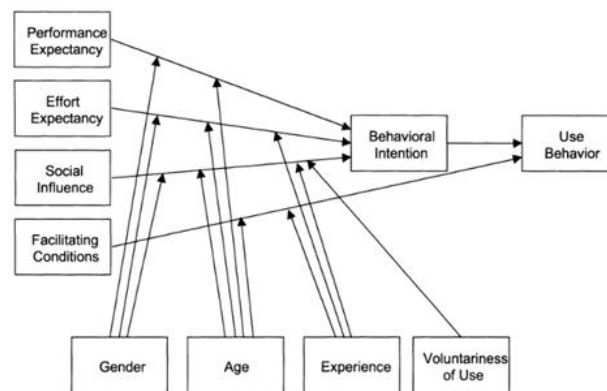 Performance
Expectancy
Effort
Expectancy
Social
Influence
Facilitating
Conditions
Behavioral
Intention
Use
Behavior
Gender
Age
Experience
Voluntariness
of Use